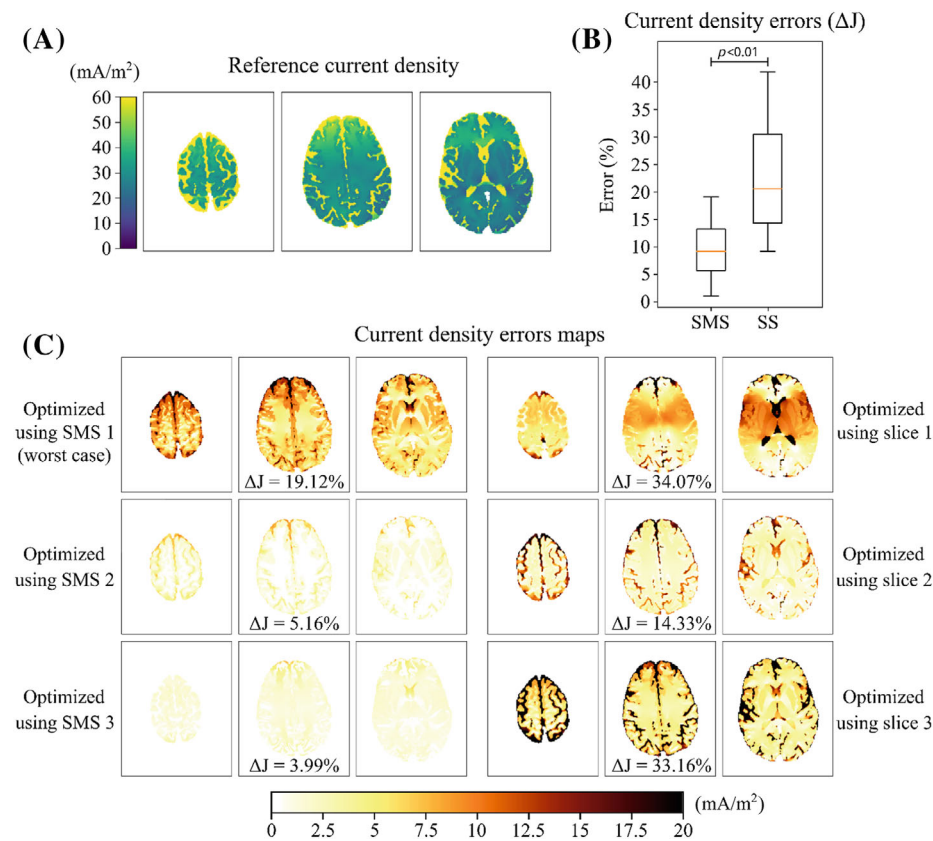 (A)
Reference current density
(mA/m²)
60
50
40
30
20
10
0
(B)
Current density errors (ΔJ)
p<0.01
Error (%)
40
35
30
25
20
15
10
5
0
SMS
SS
(C)
Current density errors maps
Optimized
using SMS 1
(worst case)
ΔJ = 19.12%
ΔJ = 34.07%
Optimized
using slice 1
Optimized
using SMS 2
ΔJ = 5.16%
ΔJ = 14.33%
Optimized
using slice 2
Optimized
using SMS 3
ΔJ = 3.99%
ΔJ = 33.16%
Optimized
using slice 3
0 2.5 5 7.5 10 12.5 15 17.5 20
(mA/m²)